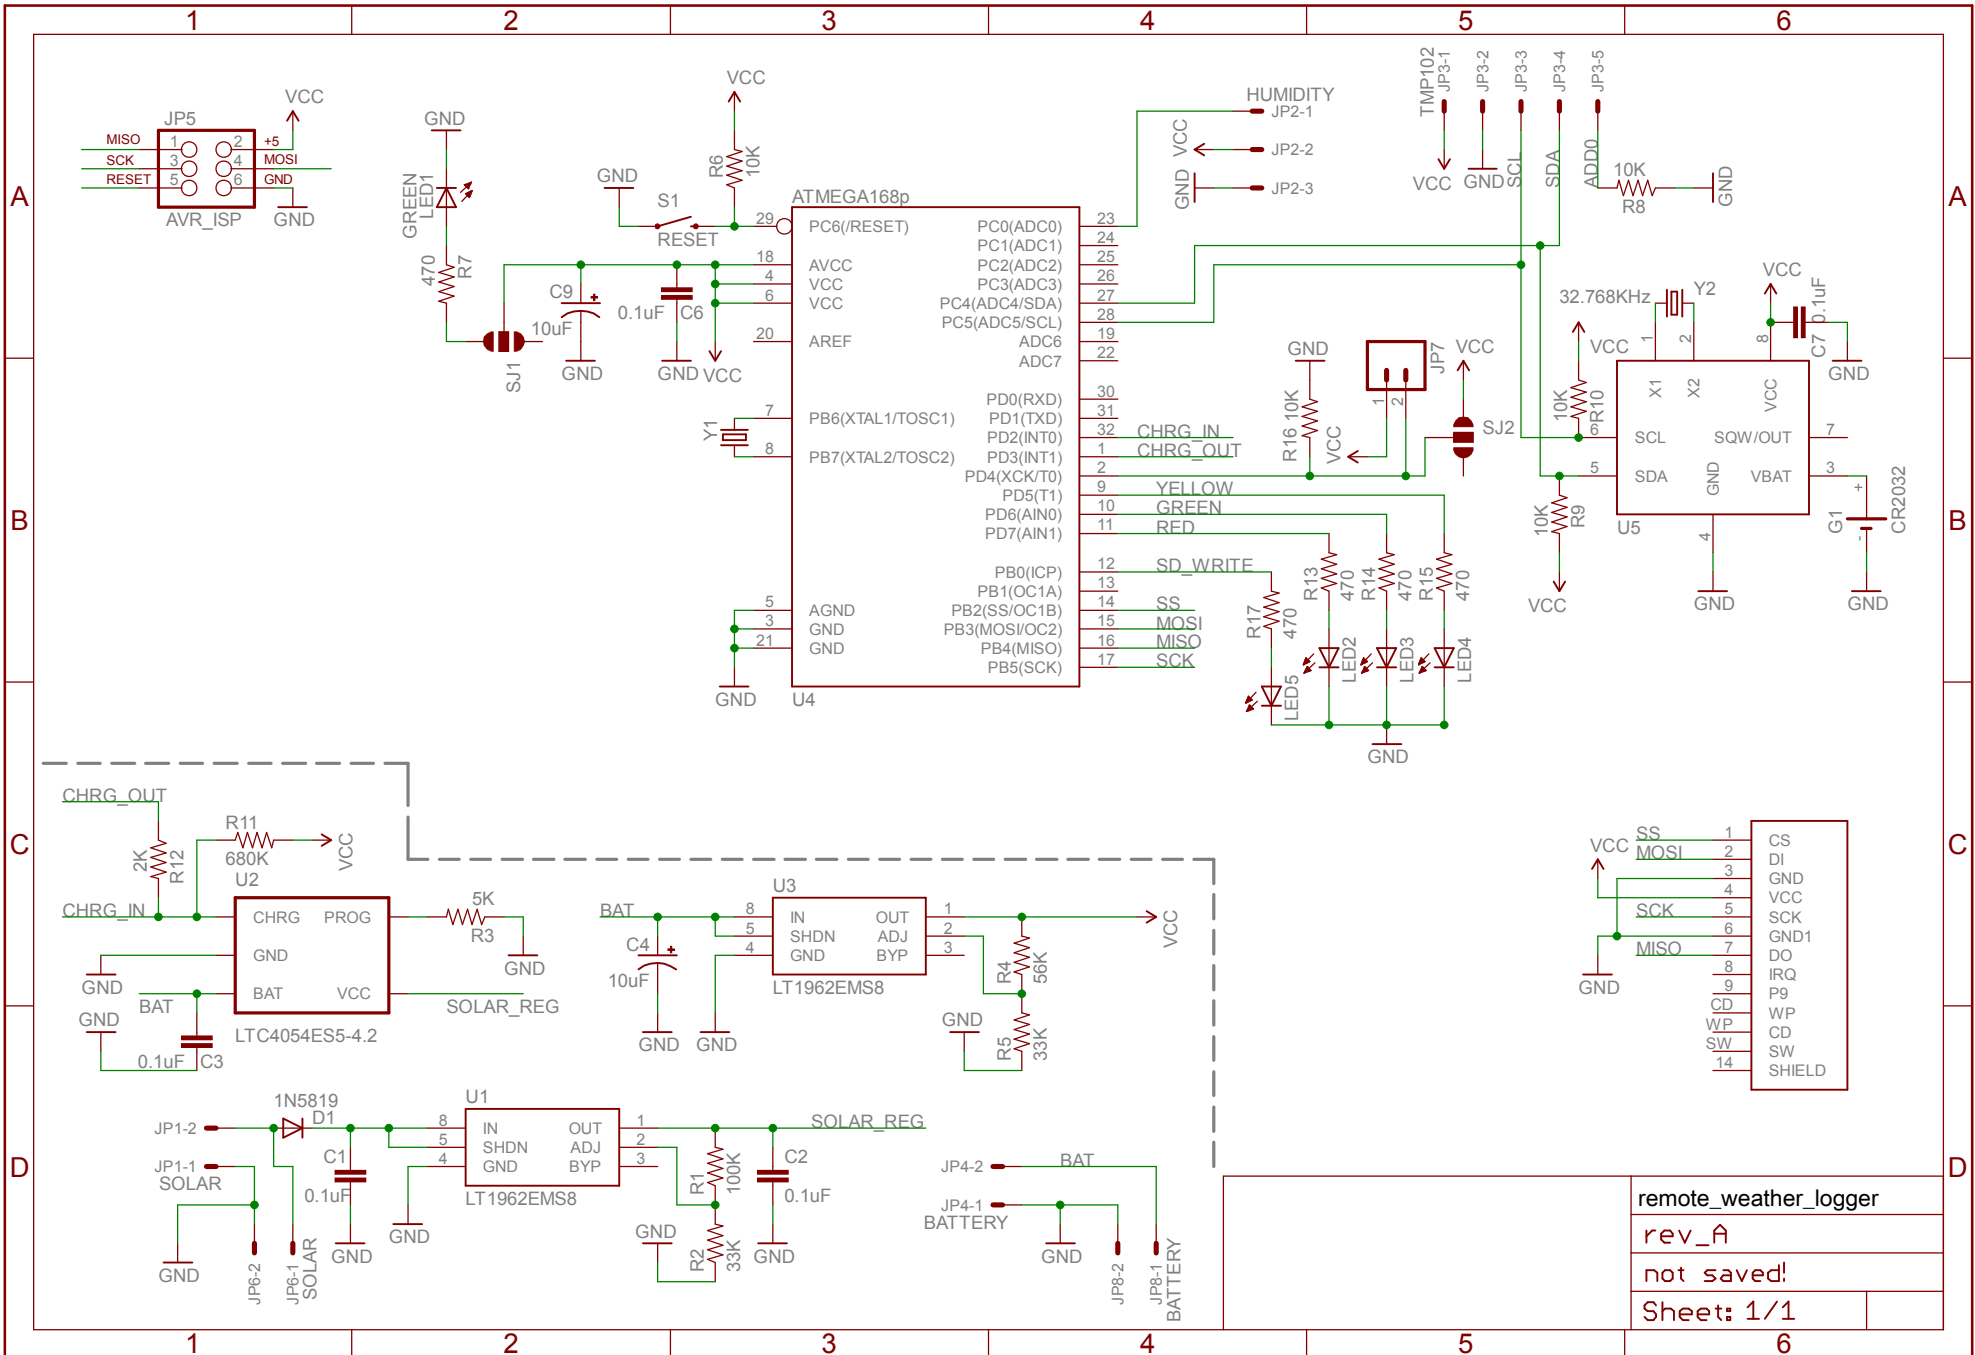 1 2 3 4 5 6
A
B
C
D
A
B
C
D
1 2 3 4 5 6
JP5
VCC
MISO 1 2 +5
SCK 3 4 MOSI
RESET 5 6 GND
AVR_ISP
GND
GND
GREEN
LED1
470
R7
SJ1
VCC
R6
10K
GND
S1
RESET
C9
10uF
GND
0.1uF
C6
GND
VCC
Y1
GND
ATMEGA168p
29 PC6(/RESET)
18 AVCC
4 VCC
6 VCC
20 AREF
7 PB6(XTAL1/TOSC1)
8 PB7(XTAL2/TOSC2)
5 AGND
3 GND
21 GND
PC0(ADC0) 23
PC1(ADC1) 24
PC2(ADC2) 25
PC3(ADC3) 26
PC4(ADC4/SDA) 27
PC5(ADC5/SCL) 28
ADC6 19
ADC7 22
PD0(RXD) 30
PD1(TXD) 31
PD2(INT0) 32 CHRG_IN
PD3(INT1) 1 CHRG_OUT
PD4(XCK/T0) 2
PD5(T1) 9 YELLOW
PD6(AIN0) 10 GREEN
PD7(AIN1) 11 RED
PB0(ICP) 12 SD_WRITE
PB1(OC1A) 13
PB2(SS/OC1B) 14 SS
PB3(MOSI/OC2) 15 MOSI
PB4(MISO) 16 MISO
PB5(SCK) 17 SCK
U4
HUMIDITY
JP2-1
VCC
JP2-2
GND
JP2-3
TMP102
JP3-1
JP3-2
JP3-3
JP3-4
JP3-5
VCC
GND
SCL
SDA
ADD0
10K
R8
GND
GND
R16 10K
VCC
JP7
1
2
VCC
SJ2
R17
470
LED5
R13
470
LED2
R14
470
LED3
R15
470
LED4
GND
32.768KHz
Y2
VCC
0.1uF
C7
GND
VCC
10K
R10
1
2
8
X1
X2
VCC
6 SCL
SQW/OUT 7
5 SDA
VBAT 3
GND
4
U5
GND
10K
R9
VCC
+
-
G1
CR2032
GND
CHRG_OUT
2K
R12
R11
680K
VCC
U2
CHRG_IN
CHRG PROG
GND
BAT VCC
5K
R3
GND
GND
BAT
SOLAR_REG
GND
LTC4054ES5-4.2
0.1uF
C3
U3
BAT
8 IN OUT 1
5 SHDN ADJ 2
4 GND BYP 3
LT1962EMS8
C4
10uF
GND
GND
VCC
R4
56K
GND
R5
33K
JP1-2
1N5819
D1
JP1-1
SOLAR
GND
JP6-2
JP6-1
SOLAR
C1
0.1uF
GND
GND
U1
8 IN OUT 1
5 SHDN ADJ 2
4 GND BYP 3
LT1962EMS8
SOLAR_REG
R1
100K
C2
0.1uF
GND
R2
33K
GND
JP4-2
BAT
JP4-1
BATTERY
GND
JP8-2
JP8-1
BATTERY
VCC
GND
SS 1 CS
MOSI 2 DI
3 GND
4 VCC
SCK 5 SCK
6 GND1
MISO 7 DO
8 IRQ
9 P9
CD WP
WP CD
SW SW
14 SHIELD
remote_weather_logger
rev_A
not saved!
Sheet: 1/1